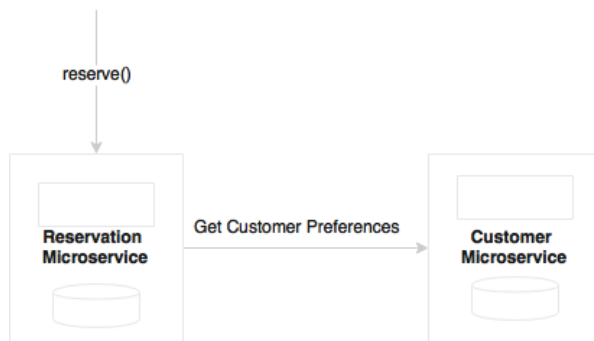 reserve()
Get Customer Preferences
Reservation
Microservice
Customer
Microservice